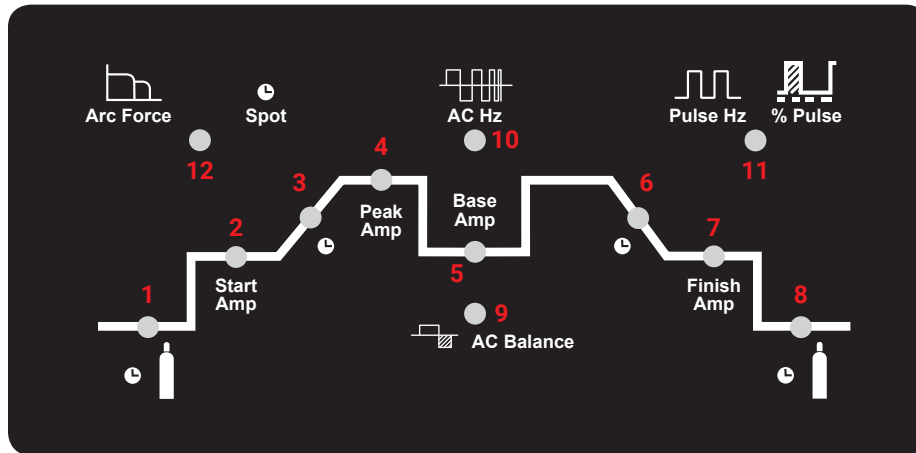 Arc Force
Spot
AC Hz
Pulse Hz
% Pulse
12
10
11
4
3
6
Peak
Amp
Base
Amp
2
7
Start
Amp
5
Finish
Amp
1
9
8
AC Balance